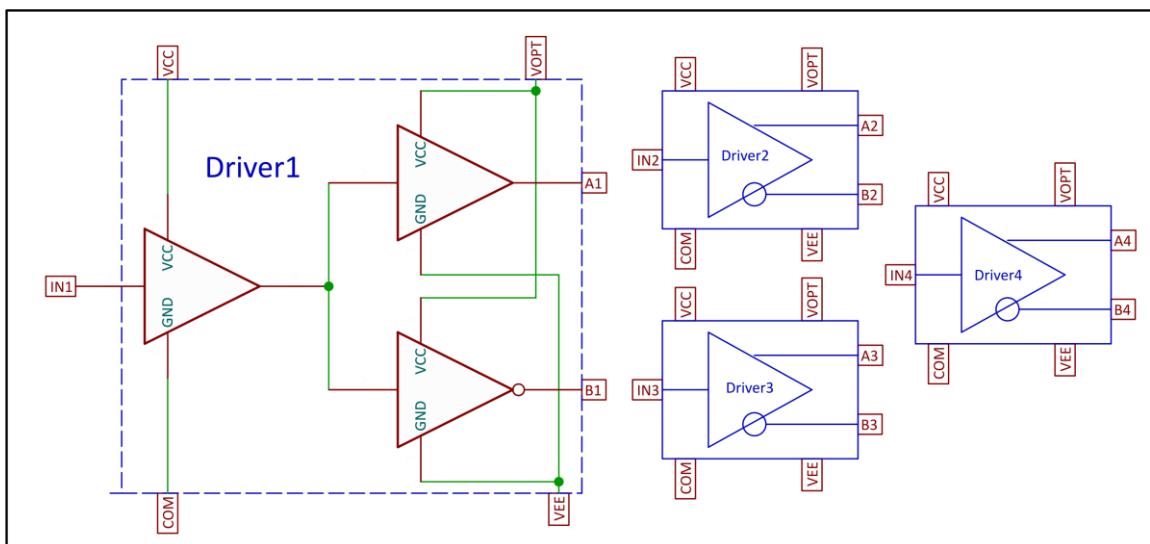 VCC
VOPT
Driver1
VCC
GND
A1
IN1
VCC
GND
VCC
GND
B1
COM
VEE
VCC
VOPT
IN2
Driver2
A2
B2
COM
VEE
VCC
VOPT
IN3
Driver3
A3
B3
COM
VEE
VCC
VOPT
IN4
Driver4
A4
B4
COM
VEE